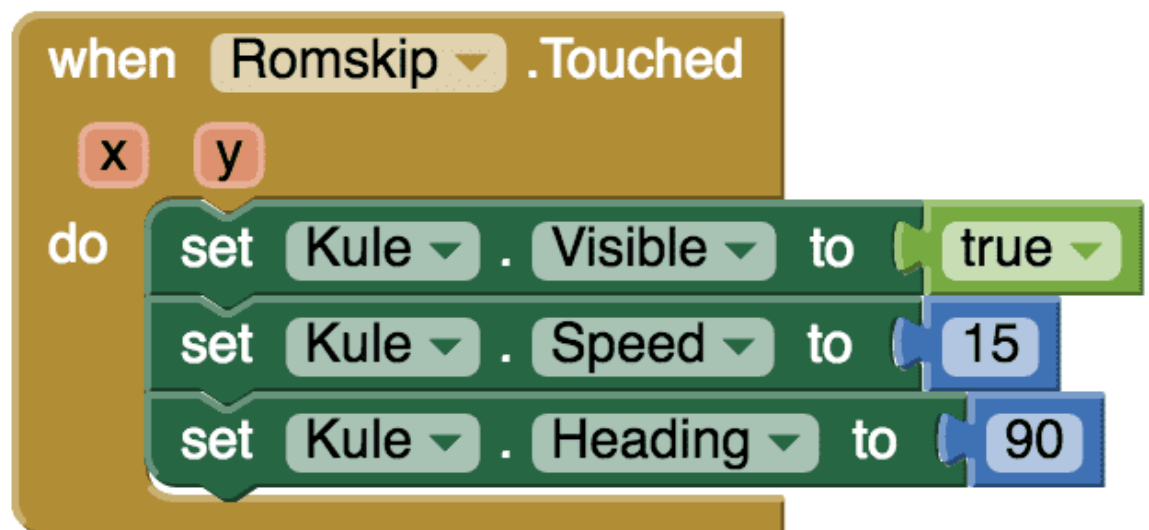 when Romskip .Touched
x y
do set Kule . Visible to true
set Kule . Speed to 15
set Kule . Heading to 90